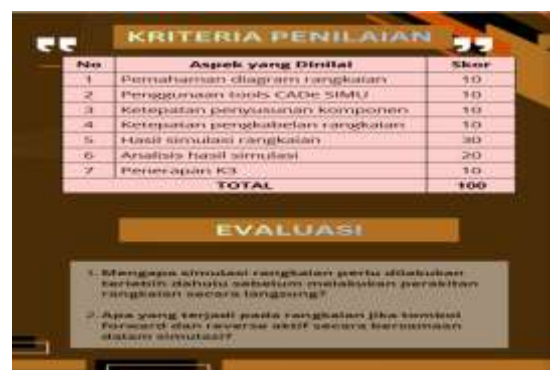 KRITERIA PENILAIAN
No Aspek yang Dinilai Skor
1 Pemahaman diagram rangkaian 10
2 Penggunaan tools CADe SIMU 10
3 Ketepatan penyusunan komponen 10
4 Ketepatan pengkabelan rangkaian 10
5 Hasil simulasi rangkaian 30
6 Analisis hasil simulasi 20
7 Penerapan K3 10
TOTAL 100
EVALUASI
1. Mengapa simulasi rangkaian perlu dilakukan
terlebih dahulu sebelum melakukan perakitan
rangkaian secara langsung?
2. Apa yang terjadi pada rangkaian jika tombol
Forward dan reverse aktif secara bersamaan
dalam simulasi?